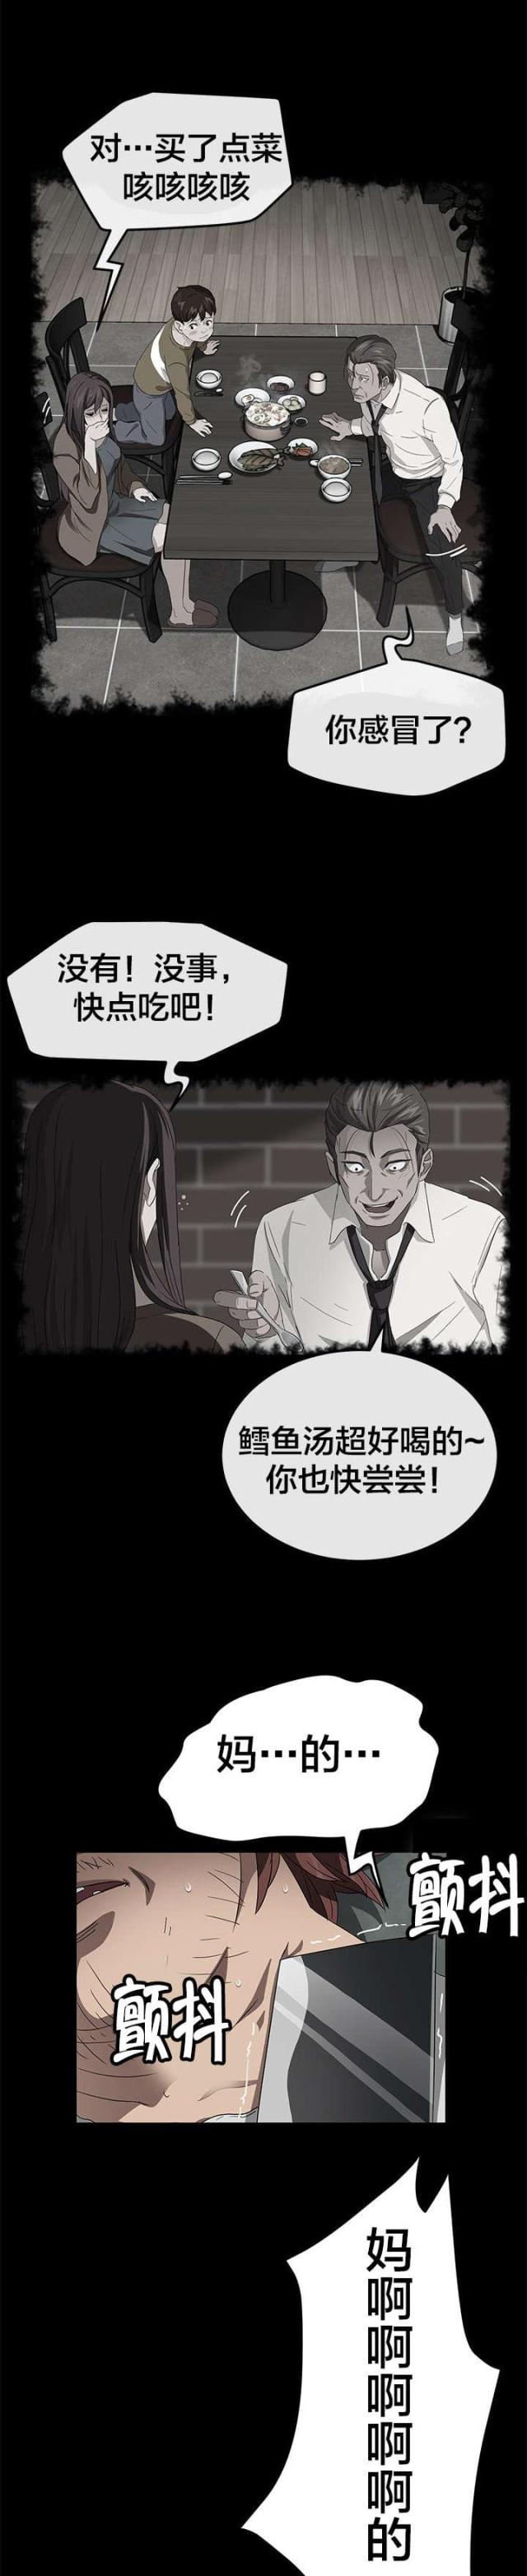 对···买了点菜
咳咳咳咳
你感冒了？
没有！没事，
快点吃吧！
鳕鱼汤超好喝的~
你也快尝尝！
妈···的···
颤抖
颤抖
妈啊啊啊啊啊的